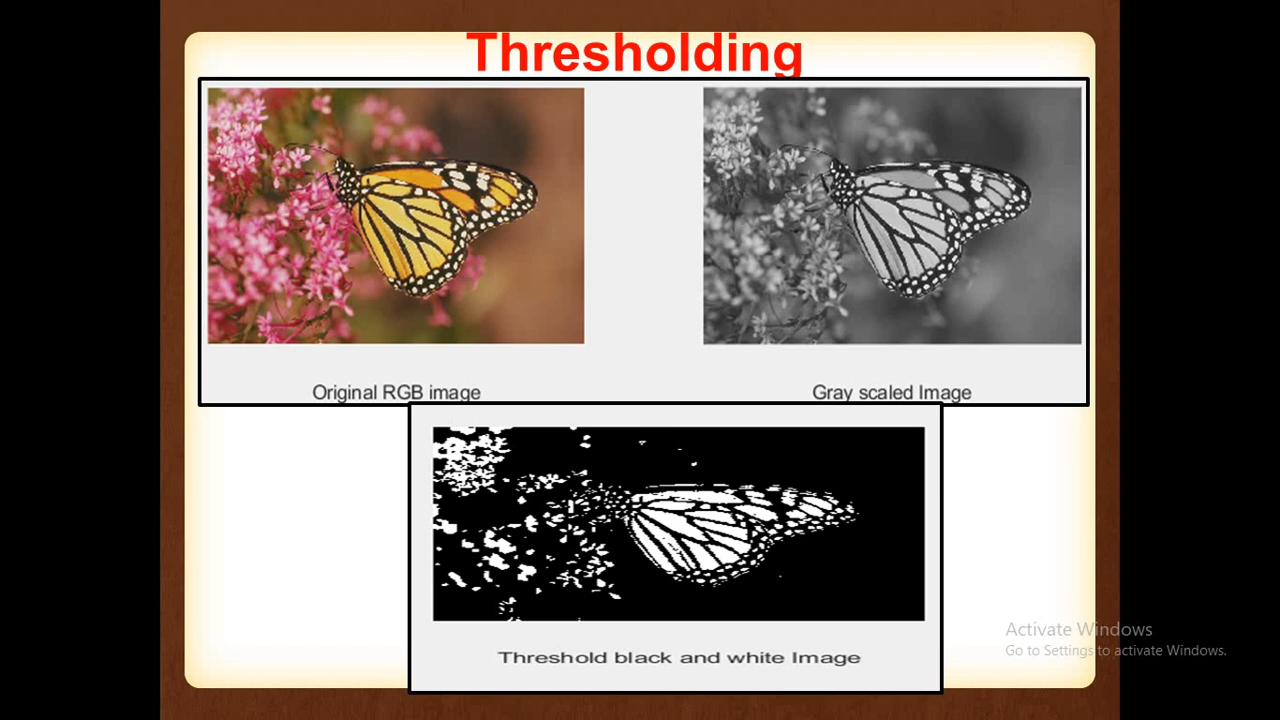 Thresholding
Original RGB image
Gray scaled Image
Threshold black and white Image
Activate Windows
Go to Settings to activate Windows.